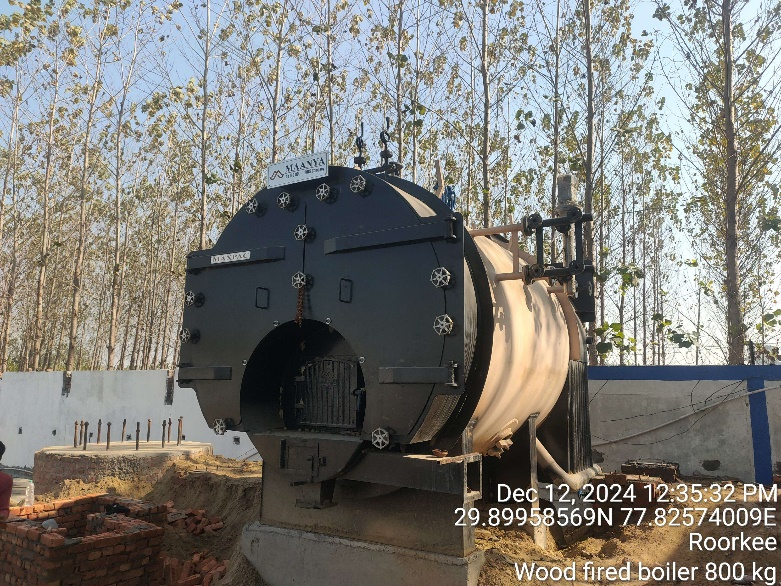 MAANYA
MAXPAC
Dec 12, 2024 12:35:32 PM
29.89958569N 77.82574009E
Roorkee
Wood fired boiler 800 kg